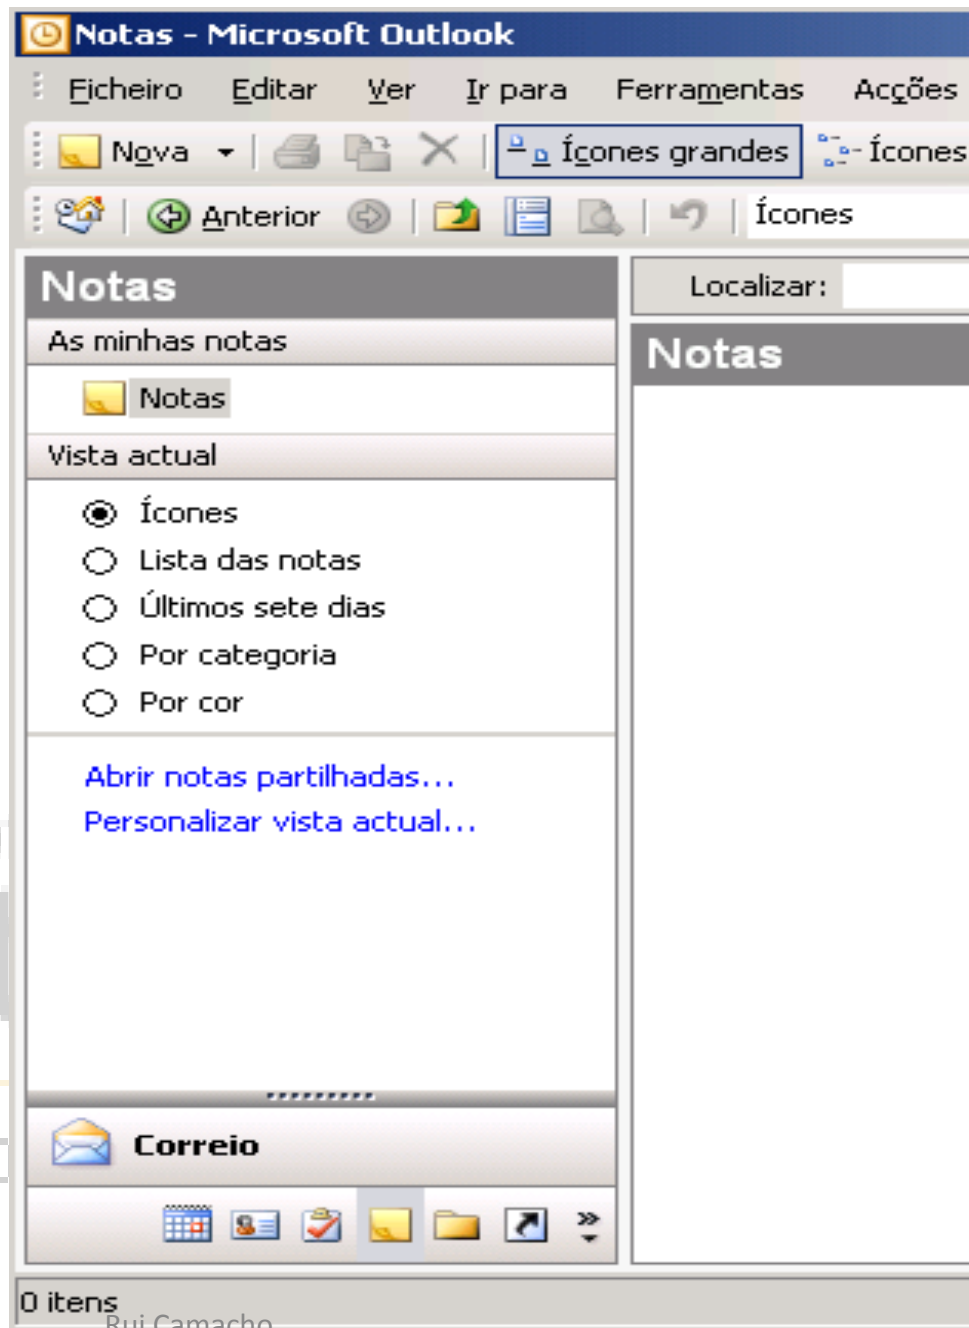 Notas - Microsoft Outlook
Ficheiro Editar Ver Ir para Ferramentas Acções
Nova Ícones grandes Ícones
Anterior Ícones
Notas
As minhas notas
Notas
Vista actual
Ícones
Lista das notas
Últimos sete dias
Por categoria
Por cor
Abrir notas partilhadas...
Personalizar vista actual...
Correio
Localizar:
Notas
0 itens
Rui Camacho